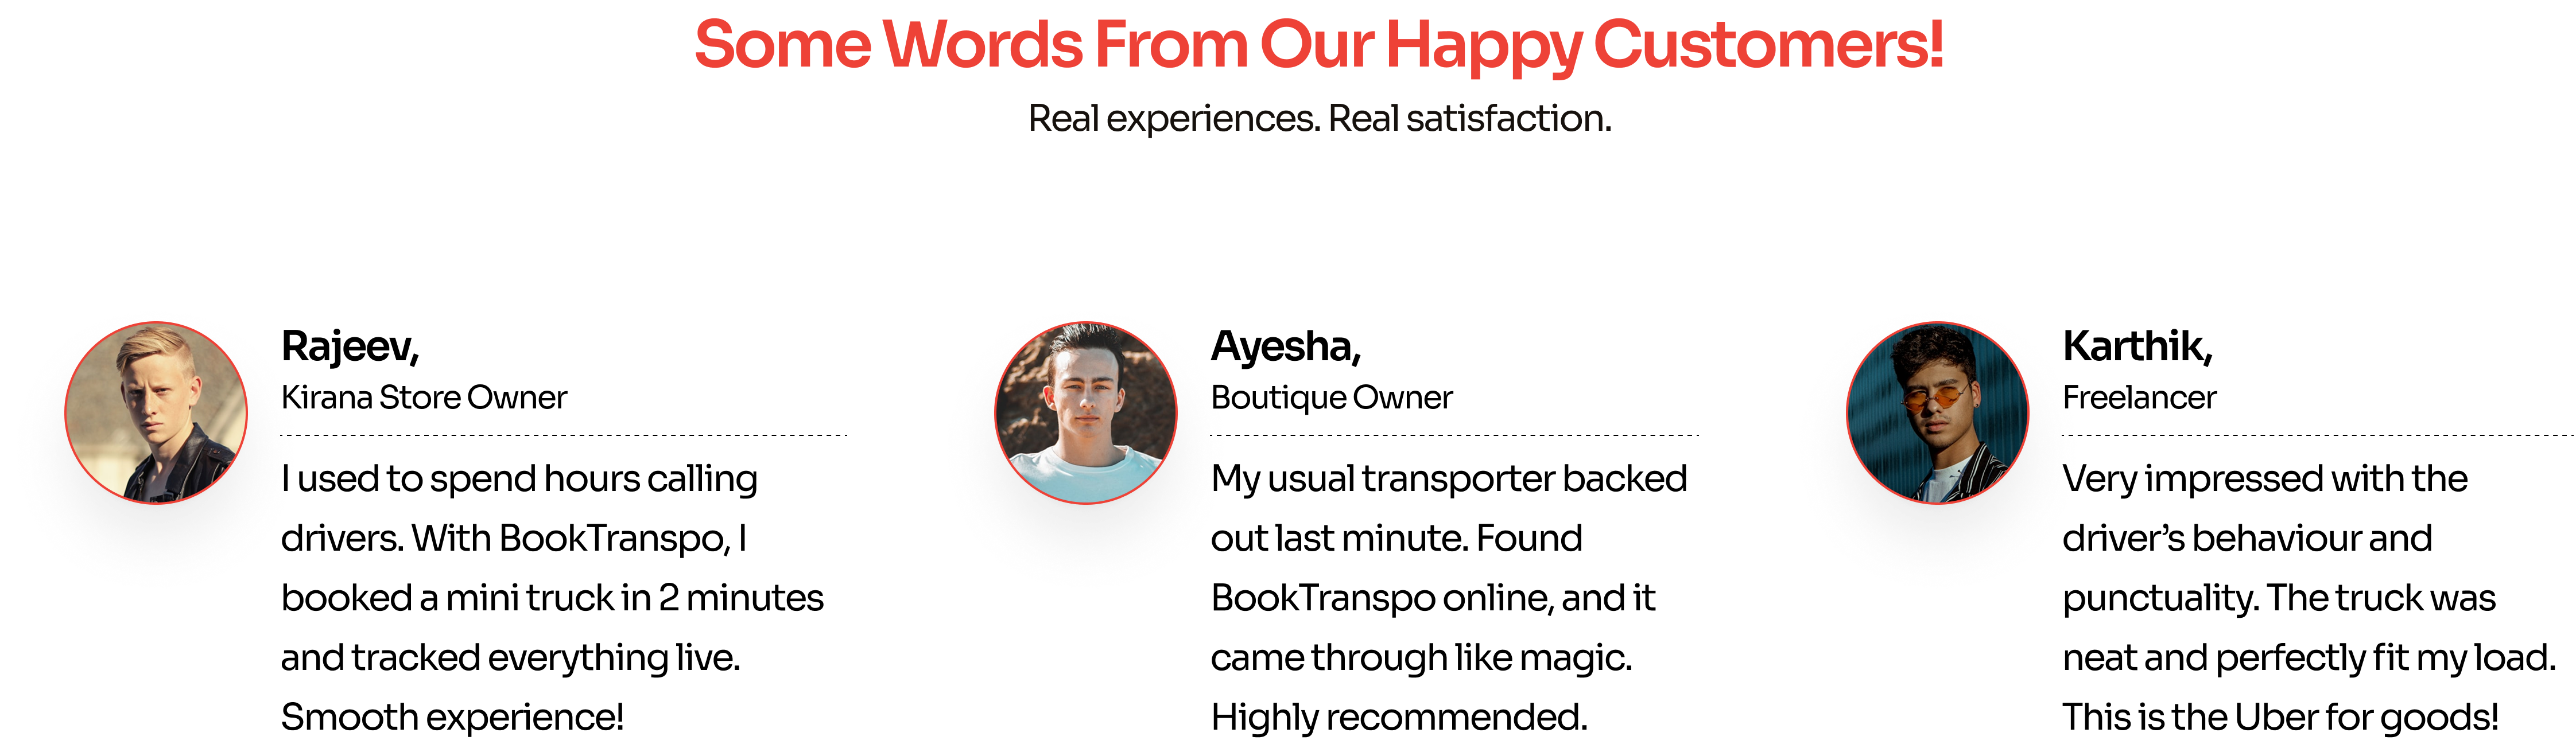 Some Words From Our Happy Customers!
Real experiences. Real satisfaction.
Rajeev,
Kirana Store Owner
I used to spend hours calling
drivers. With BookTranspo, I
booked a mini truck in 2 minutes
and tracked everything live.
Smooth experience!
Ayesha,
Boutique Owner
My usual transporter backed
out last minute. Found
BookTranspo online, and it
came through like magic.
Highly recommended.
Karthik,
Freelancer
Very impressed with the
driver’s behaviour and
punctuality. The truck was
neat and perfectly fit my load.
This is the Uber for goods!